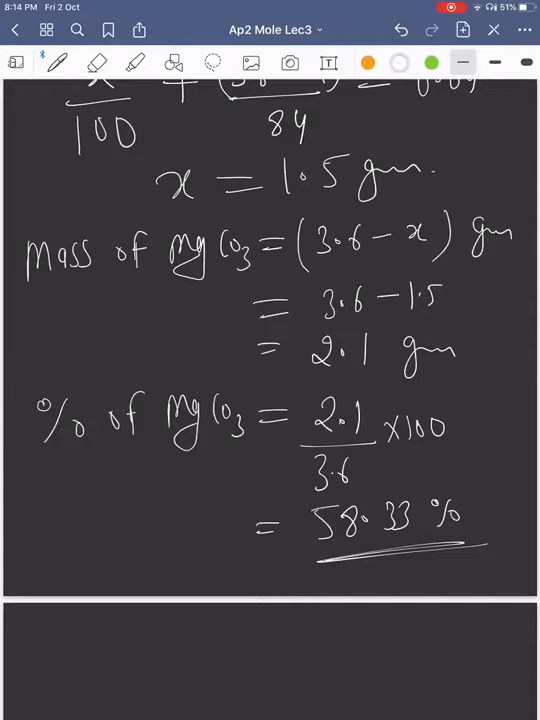 8:14 PM Fri 2 Oct 51%
Ap2 Mole Lec3
100 84
x = 1.5 gm.
Mass of MgCO3 = (3.6 - x) gm
= 3.6 - 1.5
= 2.1 gm
% of MgCO3 = 2.1/3.6 ×100
= 58.33 %